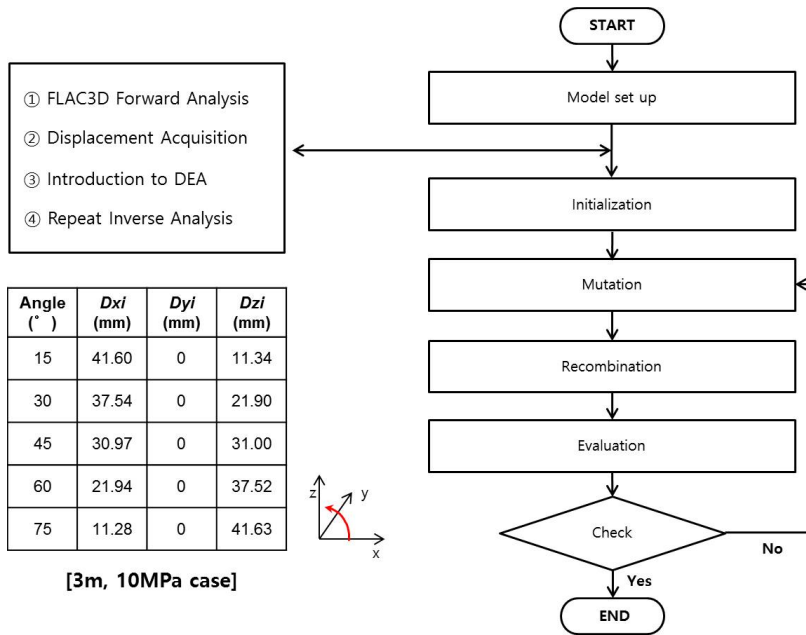 START
Model set up
① FLAC3D Forward Analysis
② Displacement Acquisition
③ Introduction to DEA
④ Repeat Inverse Analysis
Initialization
Mutation
Recombination
Evaluation
Check
No
Yes
END
Angle (˚ ) Dxi (mm) Dyi (mm) Dzi (mm)
15 41.60 0 11.34
30 37.54 0 21.90
45 30.97 0 31.00
60 21.94 0 37.52
75 11.28 0 41.63
[3m, 10MPa case]
z
y
x